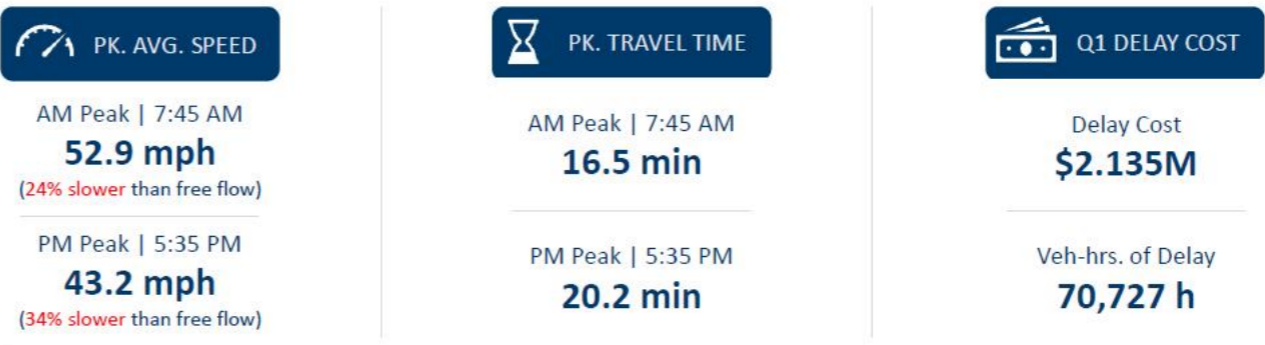 PK. AVG. SPEED
AM Peak | 7:45 AM
52.9 mph
(24% slower than free flow)
PM Peak | 5:35 PM
43.2 mph
(34% slower than free flow)
PK. TRAVEL TIME
AM Peak | 7:45 AM
16.5 min
PM Peak | 5:35 PM
20.2 min
Q1 DELAY COST
Delay Cost
$2.135M
Veh-hrs. of Delay
70,727 h